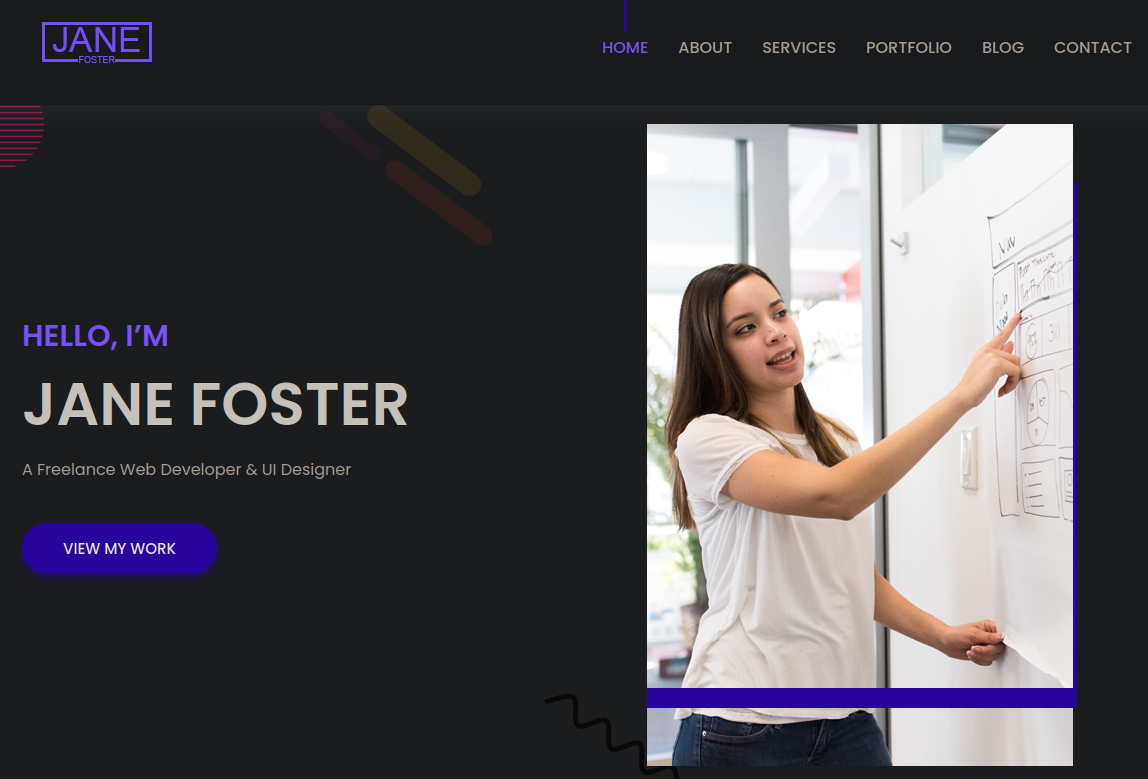 JANE
FOSTER
HOME ABOUT SERVICES PORTFOLIO BLOG CONTACT
HELLO, I’M
JANE FOSTER
A Freelance Web Developer & UI Designer
VIEW MY WORK
Nav